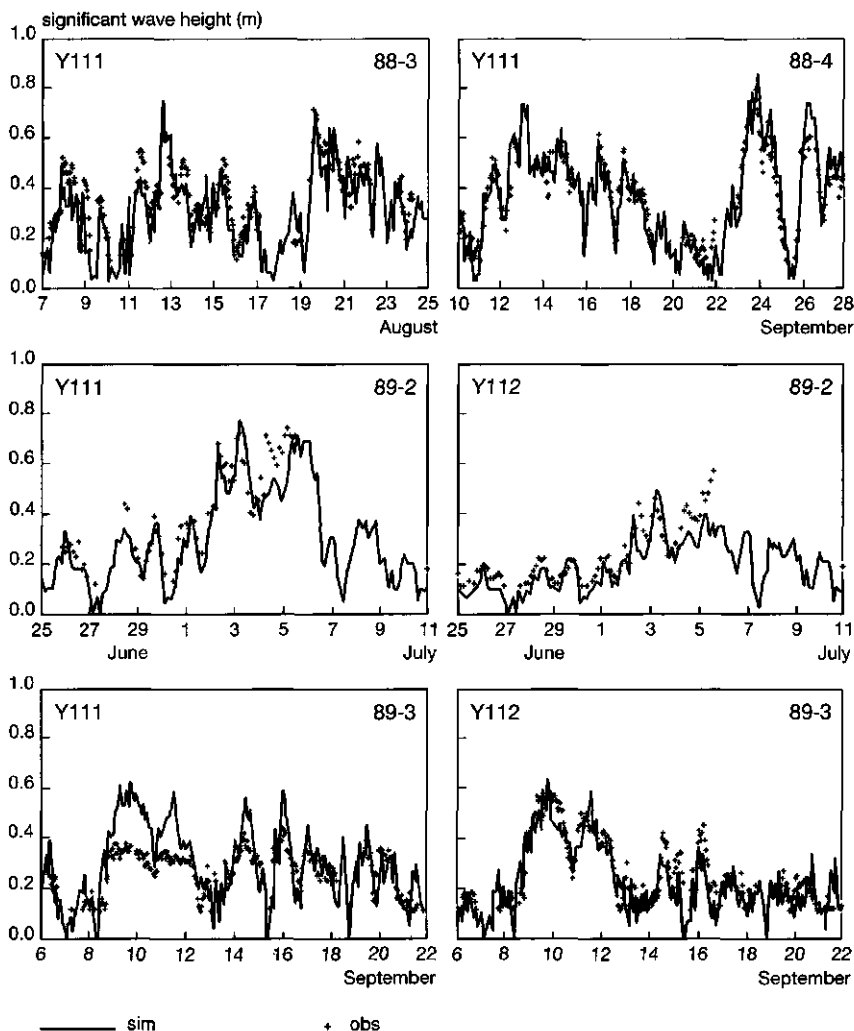 significant wave height (m)
1.0
0.8
0.6
0.4
0.2
0.0
Y111 88-3
7 9 11 13 15 17 19 21 23 25
August
Y111 88-4
10 12 14 16 18 20 22 24 26 28
September
1.0
0.8
0.6
0.4
0.2
0.0
Y111 89-2
25 27 29 1 3 5 7 9 11
June July
Y112 89-2
25 27 29 1 3 5 7 9 11
June July
1.0
0.8
0.6
0.4
0.2
0.0
Y111 89-3
6 8 10 12 14 16 18 20 22
September
Y112 89-3
6 8 10 12 14 16 18 20 22
September
sim + obs